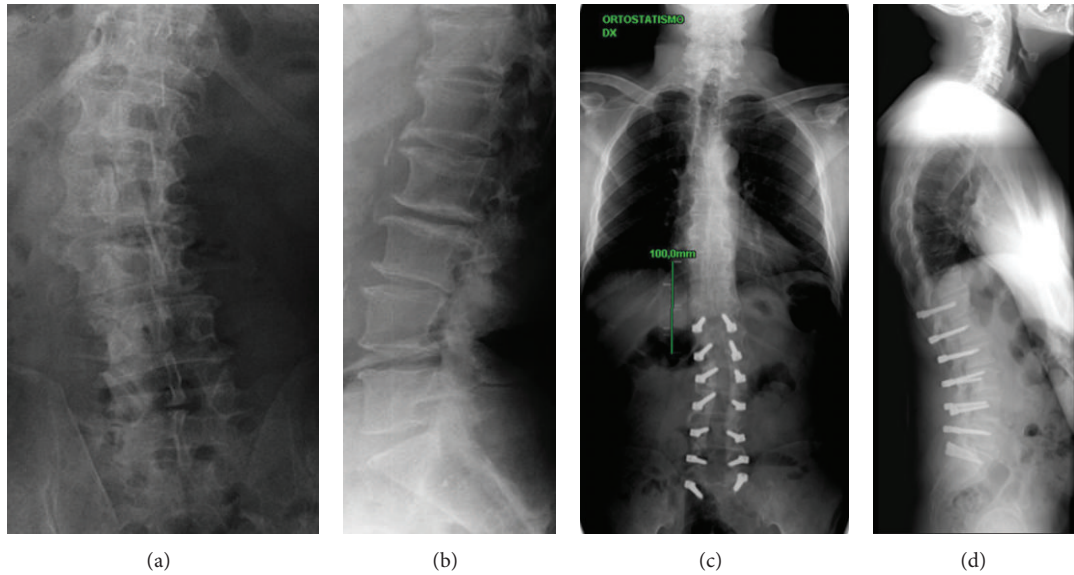 ORTOSTATISMO
DX
100,0mm
(a)
(b)
(c)
(d)